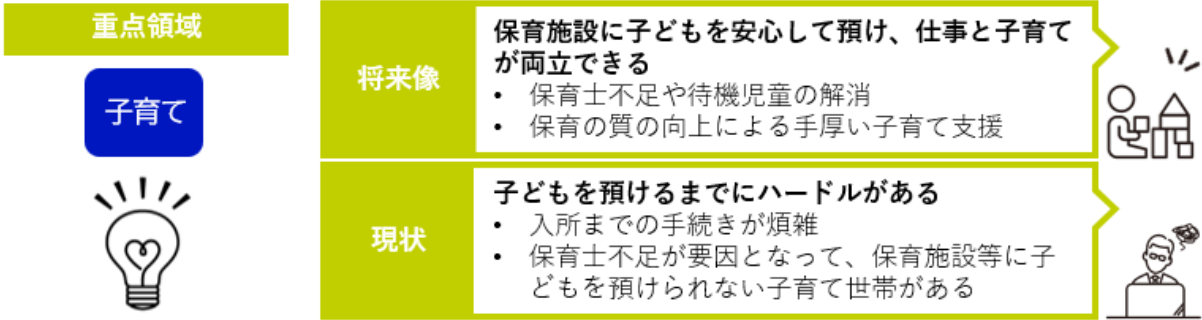 重点領域
子育て
将来像
保育施設に子どもを安心して預け、仕事と子育て
が両立できる
• 保育士不足や待機児童の解消
• 保育の質の向上による手厚い子育て支援
現状
子どもを預けるまでにハードルがある
• 入所までの手続きが煩雑
• 保育士不足が要因となって、保育施設等に子
どもを預けられない子育て世帯がある